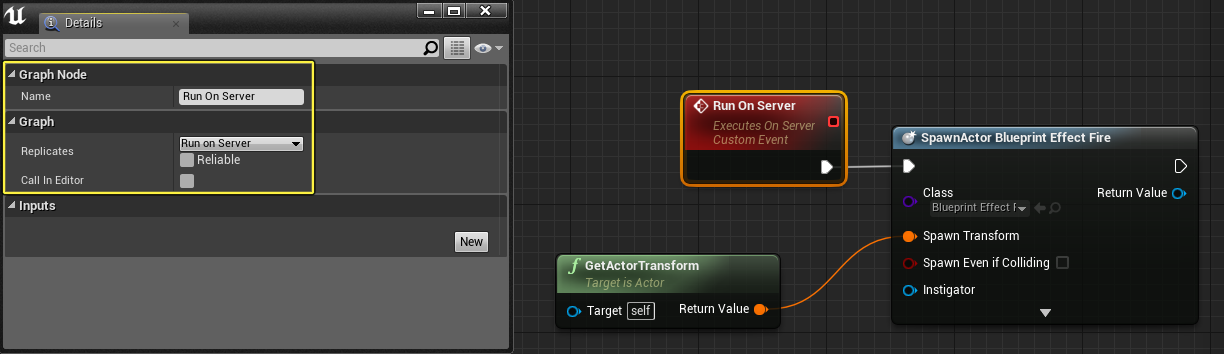 Details
Search
Graph Node
Name
Run On Server
Graph
Replicates
Run on Server
Reliable
Call In Editor
Inputs
New
Run On Server
Executes On Server
Custom Event
SpawnActor Blueprint Effect Fire
Class
Return Value
Blueprint Effect F
Spawn Transform
Spawn Even if Colliding
Instigator
f GetActorTransform
Target is Actor
Target self
Return Value